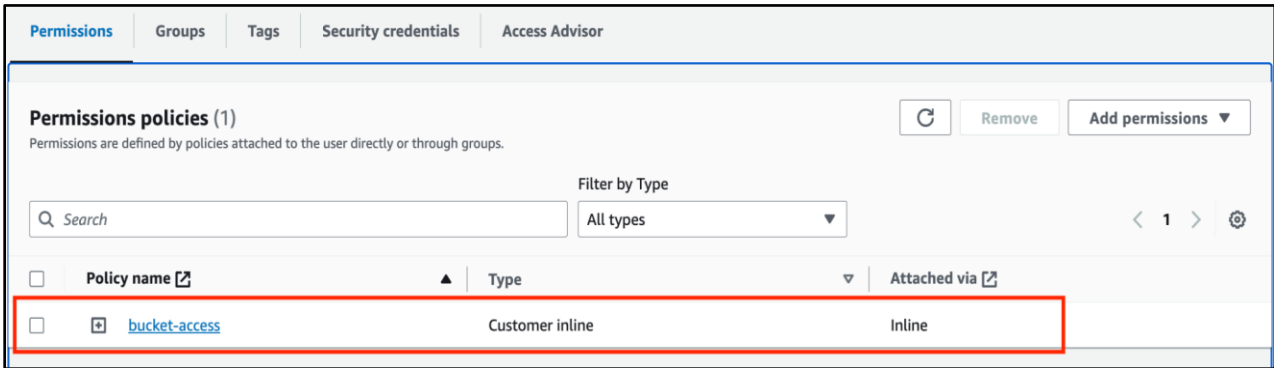 Permissions Groups Tags Security credentials Access Advisor
Permissions policies (1)
Remove Add permissions
Permissions are defined by policies attached to the user directly or through groups.
Filter by Type
Search All types 1
Policy name Type Attached via
bucket-access Customer inline Inline